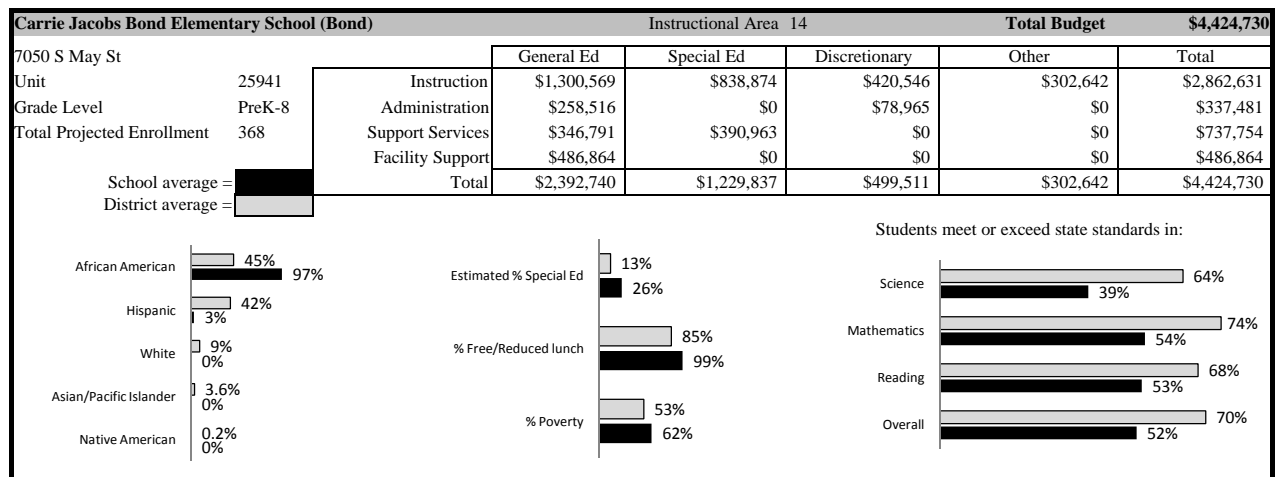 Carrie Jacobs Bond Elementary School (Bond) Instructional Area 14 Total Budget $4,424,730
7050 S May St General Ed Special Ed Discretionary Other Total
Unit 25941 Instruction $1,300,569 $838,874 $420,546 $302,642 $2,862,631
Grade Level PreK-8 Administration $258,516 $0 $78,965 $0 $337,481
Total Projected Enrollment 368 Support Services $346,791 $390,963 $0 $0 $737,754
Facility Support $486,864 $0 $0 $0 $486,864
School average = Total $2,392,740 $1,229,837 $499,511 $302,642 $4,424,730
District average =
African American 45%
97%
Hispanic 42%
3%
White 9%
0%
Asian/Pacific Islander 3.6%
0%
Native American 0.2%
0%
Estimated % Special Ed 13%
26%
% Free/Reduced lunch 85%
99%
% Poverty 53%
62%
Students meet or exceed state standards in:
Science 64%
39%
Mathematics 74%
54%
Reading 68%
53%
Overall 70%
52%